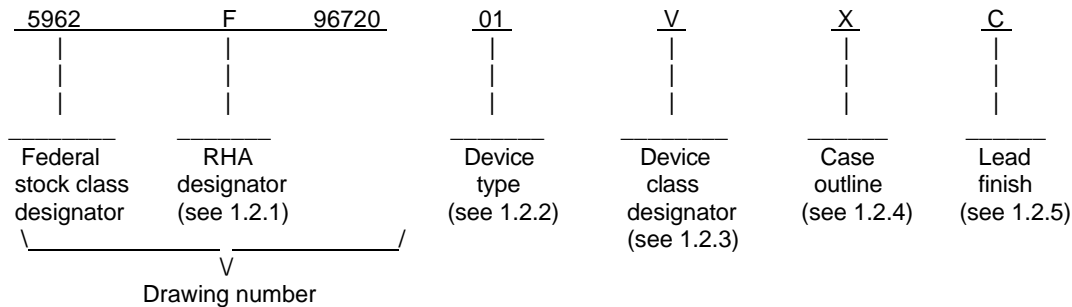 5962 F 96720 01 V X C
Federal stock class designator
RHA designator (see 1.2.1)
Device type (see 1.2.2)
Device class designator (see 1.2.3)
Case outline (see 1.2.4)
Lead finish (see 1.2.5)
Drawing number